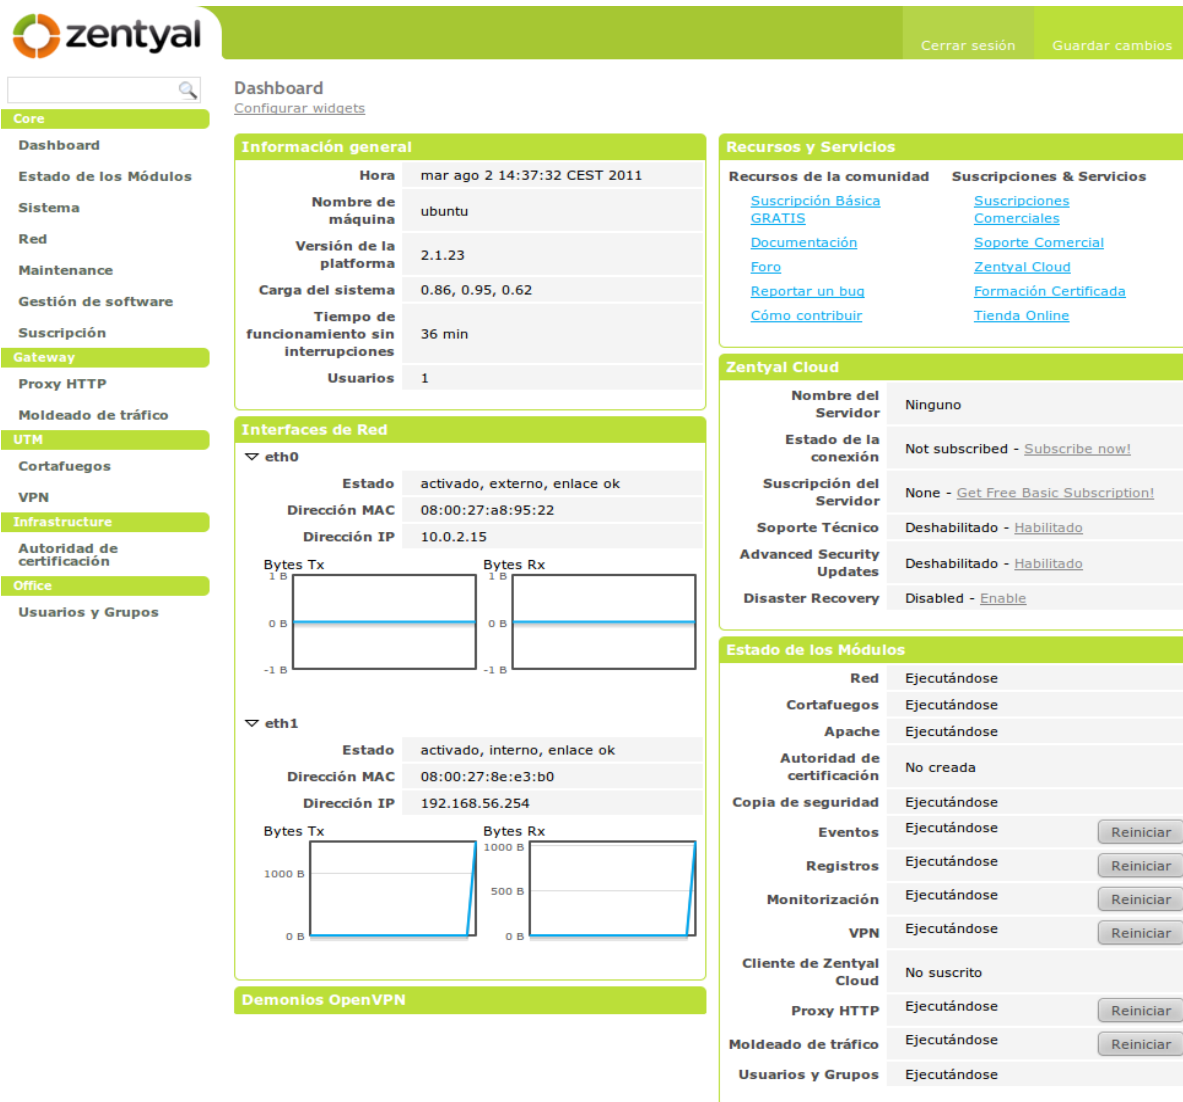 zentyal
Cerrar sesión
Guardar cambios
Core
Dashboard
Estado de los Módulos
Sistema
Red
Maintenance
Gestión de software
Suscripción
Gateway
Proxy HTTP
Moldeado de tráfico
UTM
Cortafuegos
VPN
Infrastructure
Autoridad de
certificación
Office
Usuarios y Grupos
Dashboard
Configurar widgets
Información general
Hora mar ago 2 14:37:32 CEST 2011
Nombre de
máquina ubuntu
Versión de la
platforma 2.1.23
Carga del sistema 0.86, 0.95, 0.62
Tiempo de
funcionamiento sin 36 min
interrupciones
Usuarios 1
Interfaces de Red
eth0
Estado activado, externo, enlace ok
Dirección MAC 08:00:27:a8:95:22
Dirección IP 10.0.2.15
Bytes Tx Bytes Rx
1 B 1 B
0 B 0 B
-1 B -1 B
eth1
Estado activado, interno, enlace ok
Dirección MAC 08:00:27:8e:e3:b0
Dirección IP 192.168.56.254
Bytes Tx Bytes Rx
1000 B
1000 B
500 B
0 B 0 B
Demonios OpenVPN
Recursos y Servicios
Recursos de la comunidad
Suscripción Básica
GRATIS
Documentación
Foro
Reportar un bug
Cómo contribuir
Suscripciones & Servicios
Suscripciones
Comerciales
Soporte Comercial
Zentyal Cloud
Formación Certificada
Tienda Online
Zentyal Cloud
Nombre del
Servidor Ninguno
Estado de la
conexión Not subscribed - Subscribe now!
Suscripción del
Servidor None - Get Free Basic Subscription!
Soporte Técnico Deshabilitado - Habilitado
Advanced Security
Updates Deshabilitado - Habilitado
Disaster Recovery Disabled - Enable
Estado de los Módulos
Red Ejecutándose
Cortafuegos Ejecutándose
Apache Ejecutándose
Autoridad de
certificación No creada
Copia de seguridad Ejecutándose
Eventos Ejecutándose Reiniciar
Registros Ejecutándose Reiniciar
Monitorización Ejecutándose Reiniciar
VPN Ejecutándose Reiniciar
Cliente de Zentyal
Cloud No suscrito
Proxy HTTP Ejecutándose Reiniciar
Moldeado de tráfico Ejecutándose Reiniciar
Usuarios y Grupos Ejecutándose